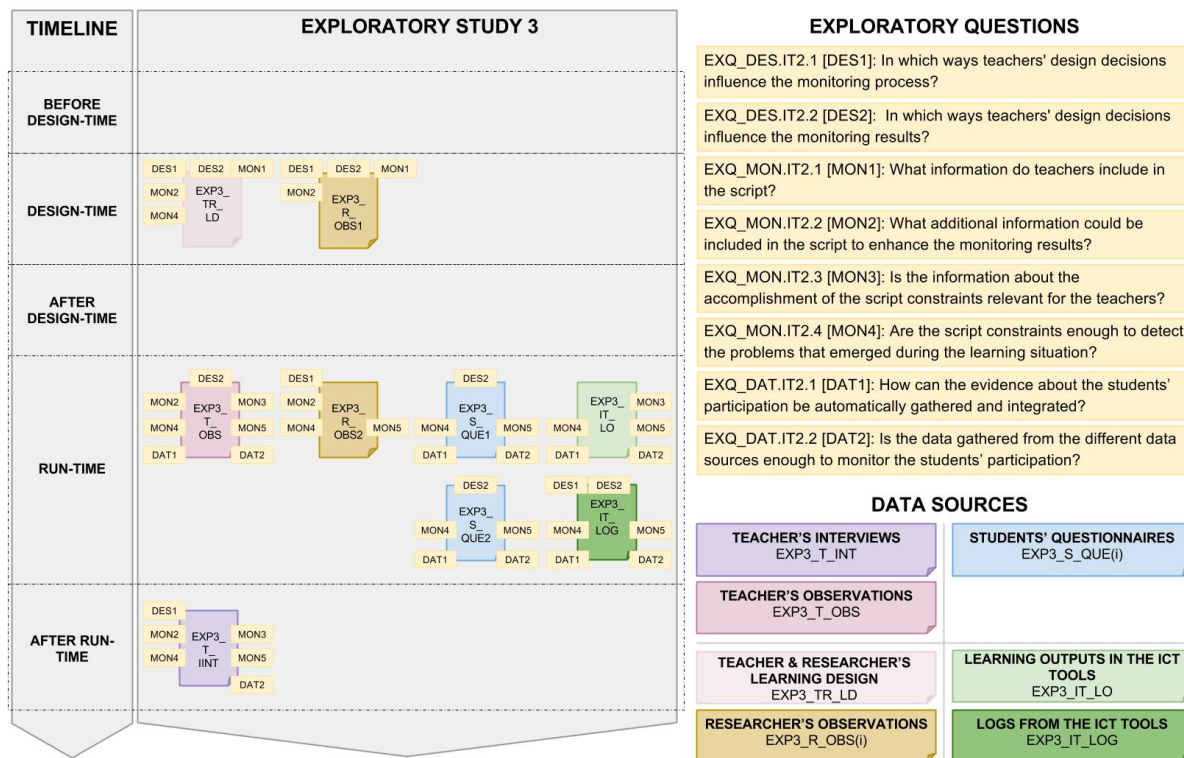 TIMELINE
EXPLORATORY STUDY 3
BEFORE
DESIGN-TIME
DESIGN-TIME
DES1
DES2
MON1
MON2
MON4
EXP3_
TR_
LD
DES1
DES2
MON1
MON2
EXP3_
R_
OBS1
AFTER
DESIGN-TIME
RUN-TIME
DES2
MON2
EXP3_
T_
OBS
MON3
MON4
MON5
DAT1
DAT2
DES1
MON2
EXP3_
R_
OBS2
MON4
MON5
DES2
EXP3_
S_
QUE1
MON4
MON5
DAT1
DAT2
EXP3_
IT_
LO
MON3
MON4
MON5
DAT1
DAT2
DES2
EXP3_
S_
QUE2
MON4
MON5
DAT1
DAT2
DES1
DES2
EXP3_
IT_
LOG
MON4
MON5
DAT1
DAT2
AFTER RUN-
TIME
DES1
MON2
EXP3_
T_
IINT
MON3
MON4
MON5
DAT2
EXPLORATORY QUESTIONS
EXQ_DES.IT2.1 [DES1]: In which ways teachers' design decisions
influence the monitoring process?
EXQ_DES.IT2.2 [DES2]: In which ways teachers' design decisions
influence the monitoring results?
EXQ_MON.IT2.1 [MON1]: What information do teachers include in
the script?
EXQ_MON.IT2.2 [MON2]: What additional information could be
included in the script to enhance the monitoring results?
EXQ_MON.IT2.3 [MON3]: Is the information about the
accomplishment of the script constraints relevant for the teachers?
EXQ_MON.IT2.4 [MON4]: Are the script constraints enough to detect
the problems that emerged during the learning situation?
EXQ_DAT.IT2.1 [DAT1]: How can the evidence about the students’
participation be automatically gathered and integrated?
EXQ_DAT.IT2.2 [DAT2]: Is the data gathered from the different data
sources enough to monitor the students’ participation?
DATA SOURCES
TEACHER’S INTERVIEWS
EXP3_T_INT
STUDENTS’ QUESTIONNAIRES
EXP3_S_QUE(i)
TEACHER’S OBSERVATIONS
EXP3_T_OBS
TEACHER & RESEARCHER’S
LEARNING DESIGN
EXP3_TR_LD
LEARNING OUTPUTS IN THE ICT
TOOLS
EXP3_IT_LO
RESEARCHER’S OBSERVATIONS
EXP3_R_OBS(i)
LOGS FROM THE ICT TOOLS
EXP3_IT_LOG